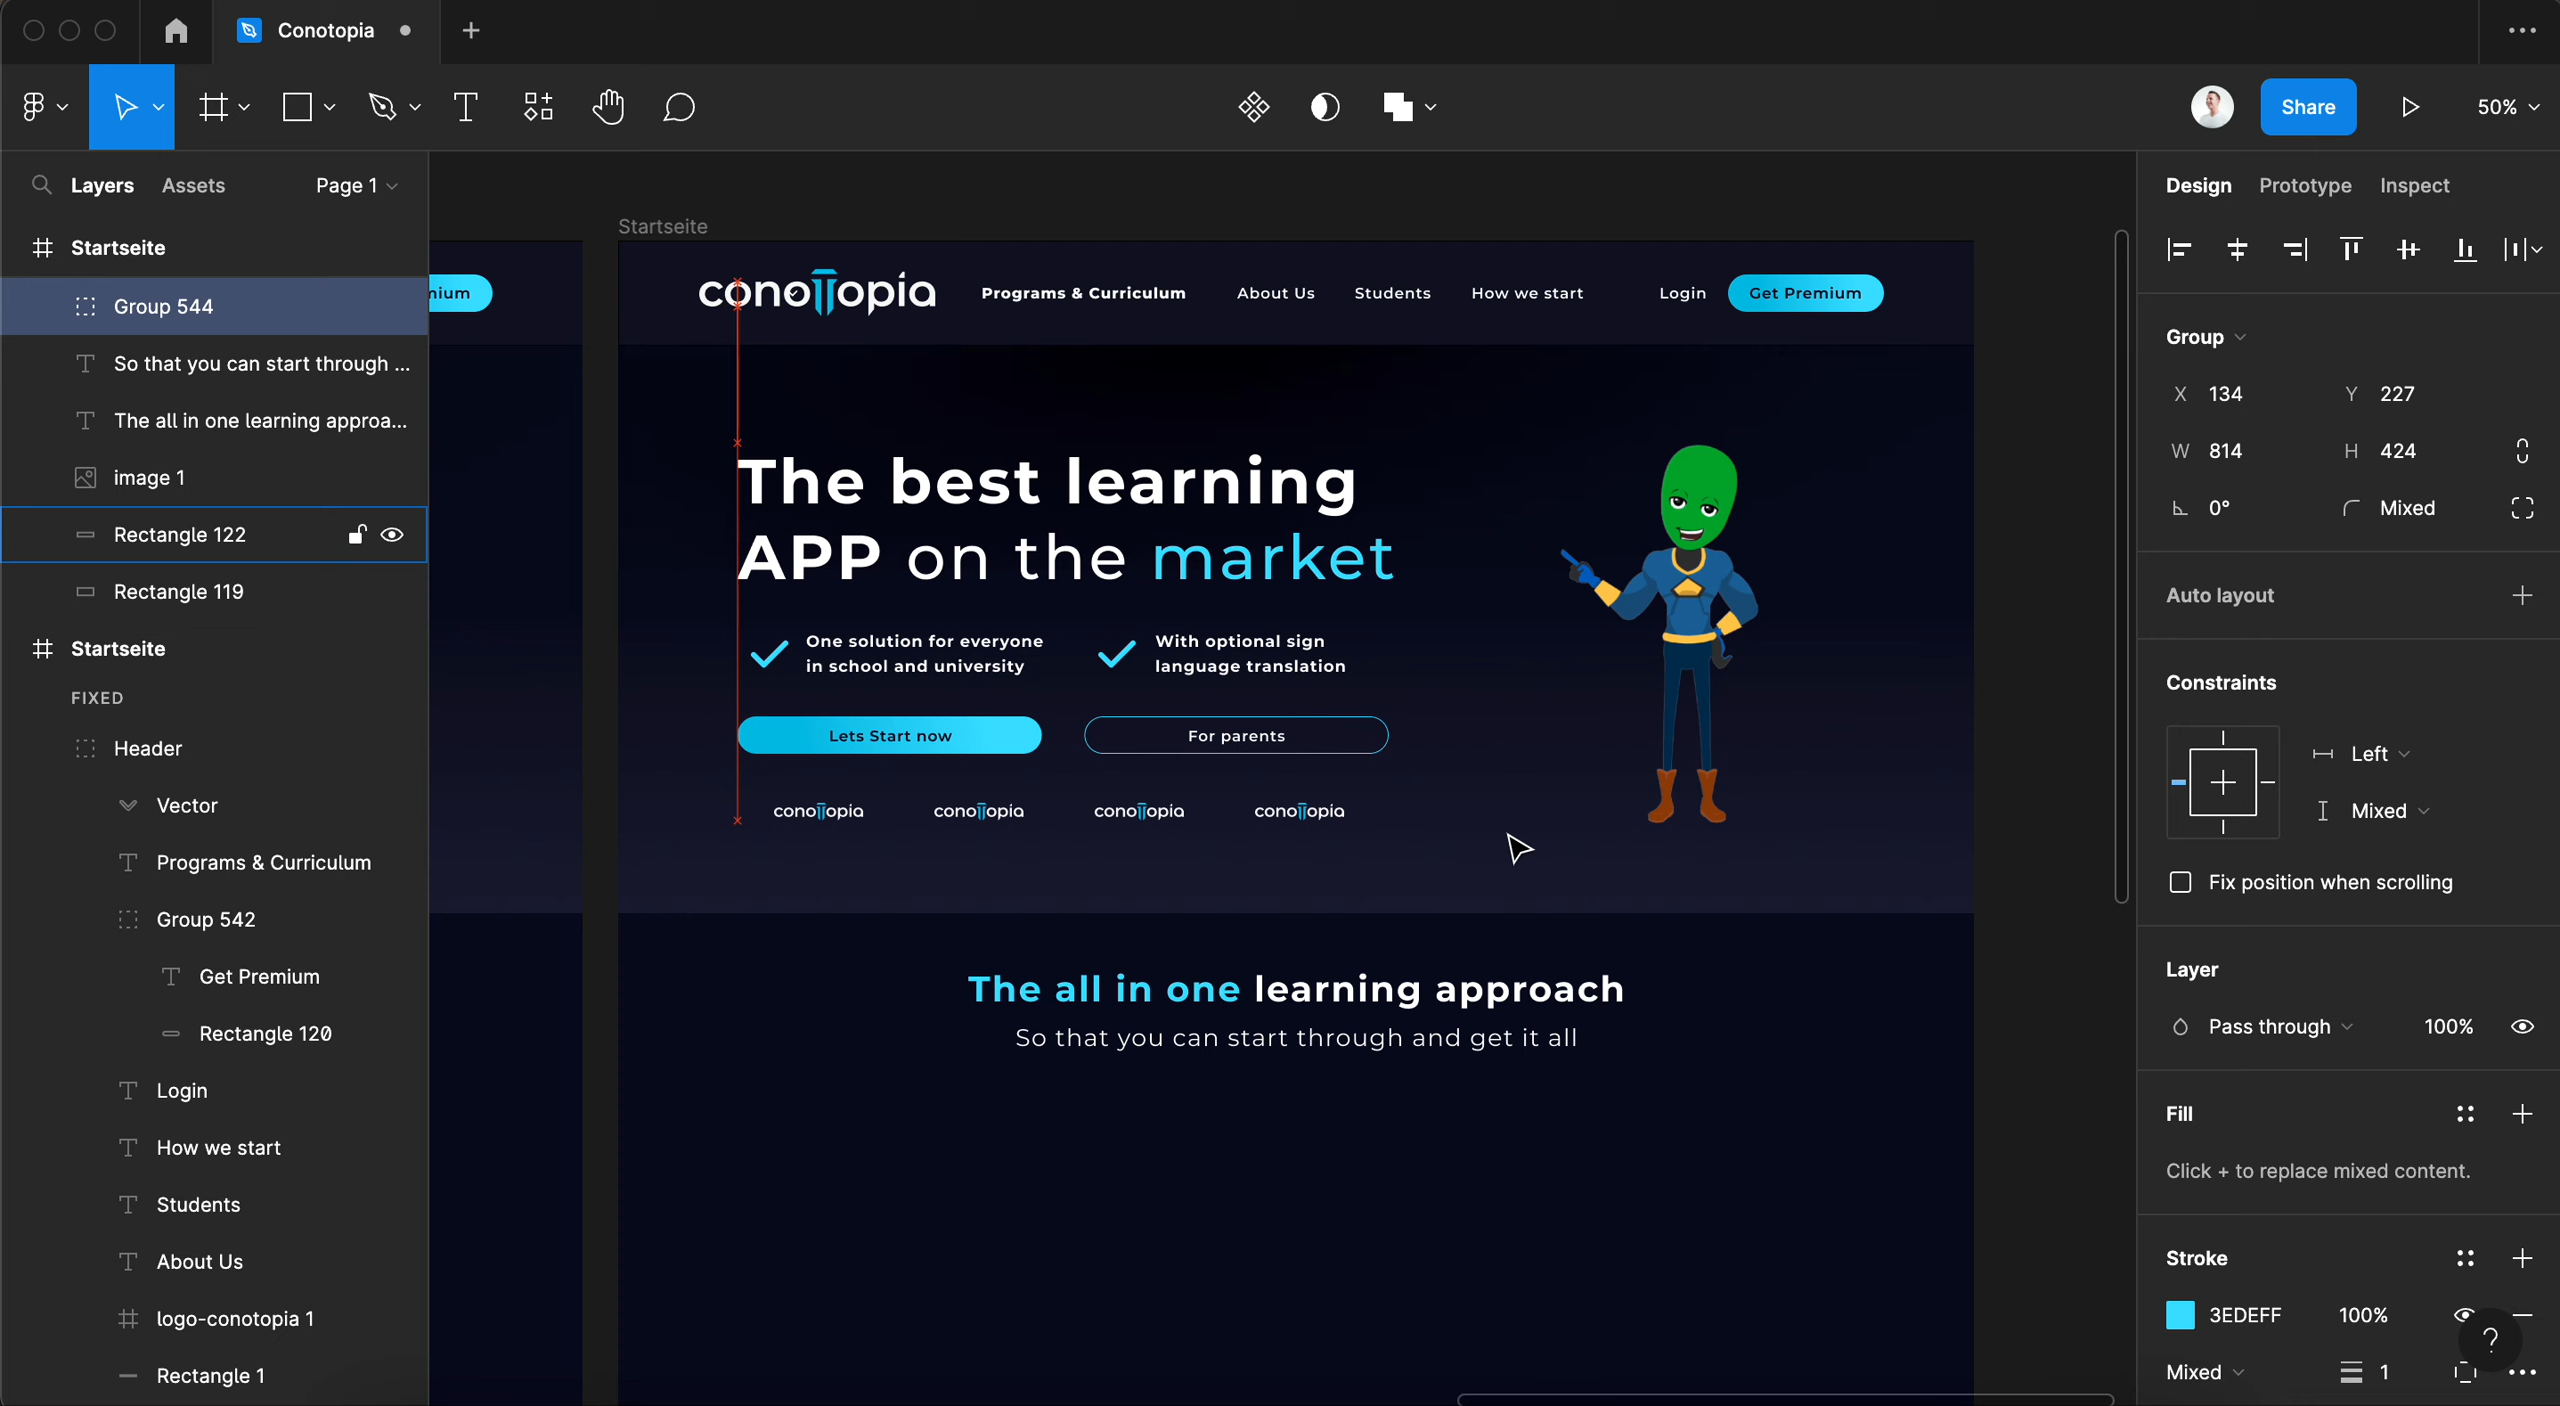 Conotopia
Share
50%
Layers
Assets
Page 1
Startseite
Group 544
So that you can start through ...
The all in one learning approa...
image 1
Rectangle 122
Rectangle 119
Startseite
FIXED
Header
Vector
Programs & Curriculum
Group 542
Get Premium
Rectangle 120
Login
How we start
Students
About Us
logo-conotopia 1
Rectangle 1
nium
Startseite
conotopia
Programs & Curriculum
About Us
Students
How we start
Login
Get Premium
The best learning
APP on the market
One solution for everyone
in school and university
With optional sign
language translation
Lets Start now
For parents
conotopia
conotopia
conotopia
conotopia
The all in one learning approach
So that you can start through and get it all
Design
Prototype
Inspect
Group
X 134
Y 227
W 814
H 424
0°
Mixed
Auto layout
Constraints
Left
Mixed
Fix position when scrolling
Layer
Pass through
100%
Fill
Click + to replace mixed content.
Stroke
3EDEFF
100%
Mixed
1
?